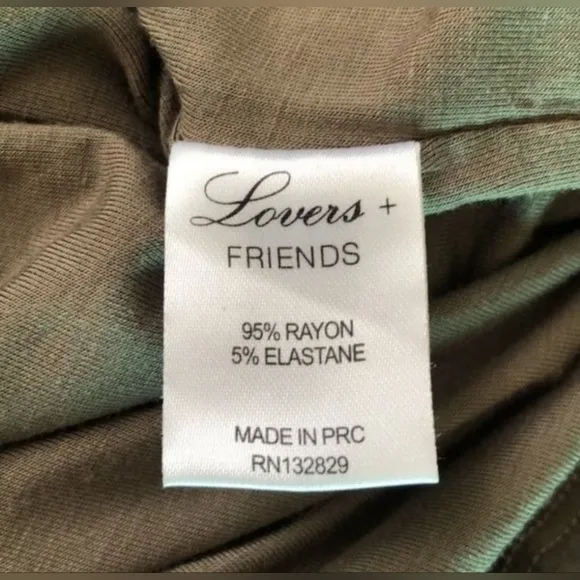 Lovers +
FRIENDS
95% RAYON
5% ELASTANE
MADE IN PRC
RN132829